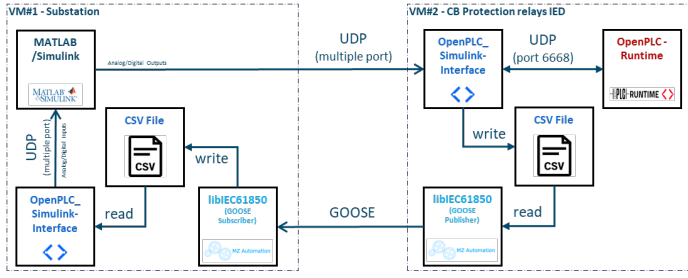 VM#1 - Substation
VM#2 - CB Protection relays IED
MATLAB
/Simulink
MATLAB
SIMULINK
Analog/Digital Outputs
UDP
(multiple port)
OpenPLC_
Simulink-
Interface
UDP
(port 6668)
OpenPLC -
Runtime
PLC RUNTIME
UDP
(multiple port)
Analog/Digital Inputs
CSV File
CSV
write
write
CSV File
CSV
OpenPLC_
Simulink-
Interface
read
libIEC61850
(GOOSE
Subscriber)
MZ Automation
GOOSE
libIEC61850
(GOOSE
Publisher)
MZ Automation
read